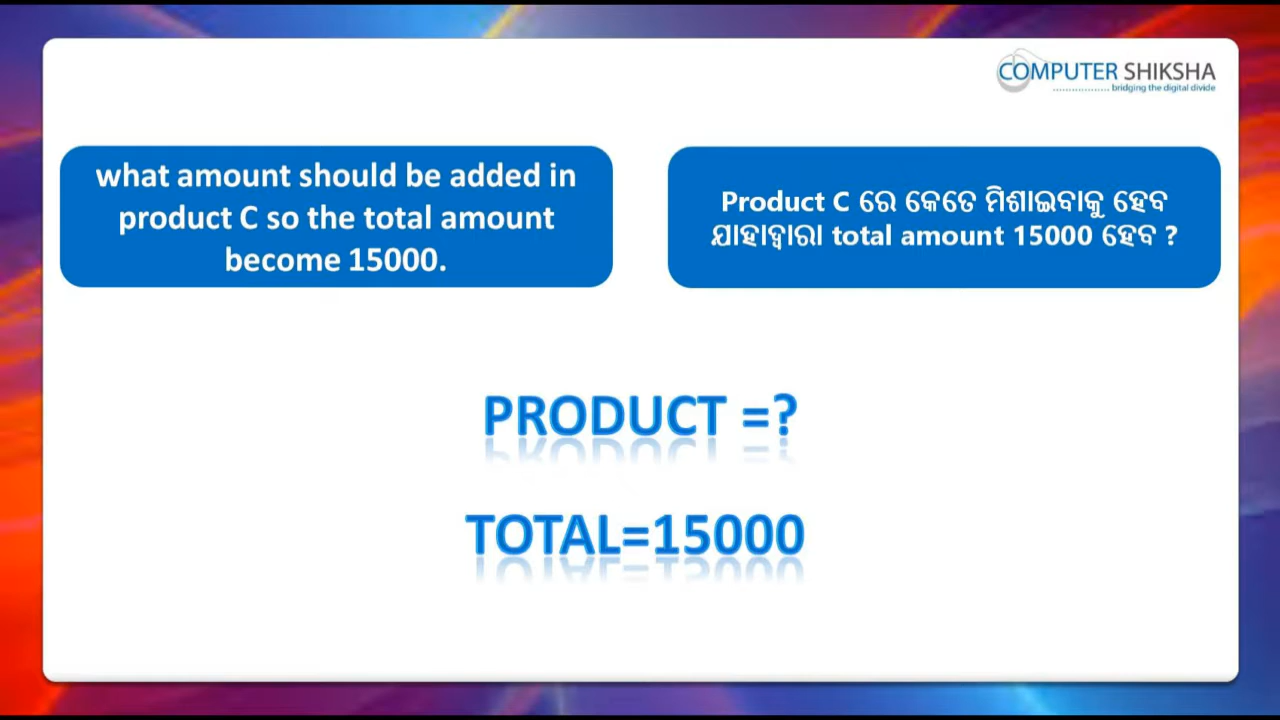 COMPUTER SHIKSHA
bridging the digital divide
what amount should be added in
product C so the total amount
become 15000.
Product C ରେ କେତେ ମିଶାଇବାକୁ ହେବ
ଯାହାଦ୍ୱାରା total amount 15000 ହେବ ?
PRODUCT =?
TOTAL=15000